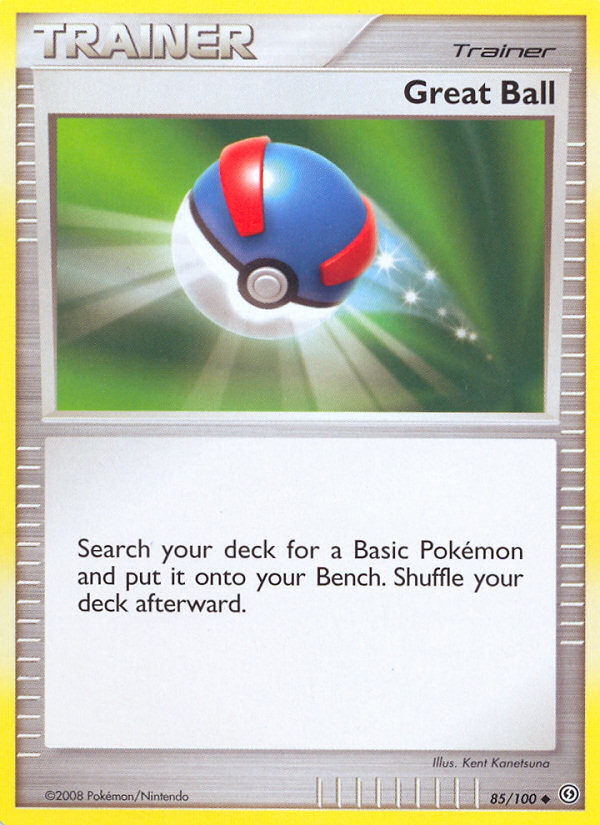 TRAINER
Trainer
Great Ball
Search your deck for a Basic Pokémon
and put it onto your Bench. Shuffle your
deck afterward.
Illus. Kent Kanetsuna
©2008 Pokémon/Nintendo
85/100